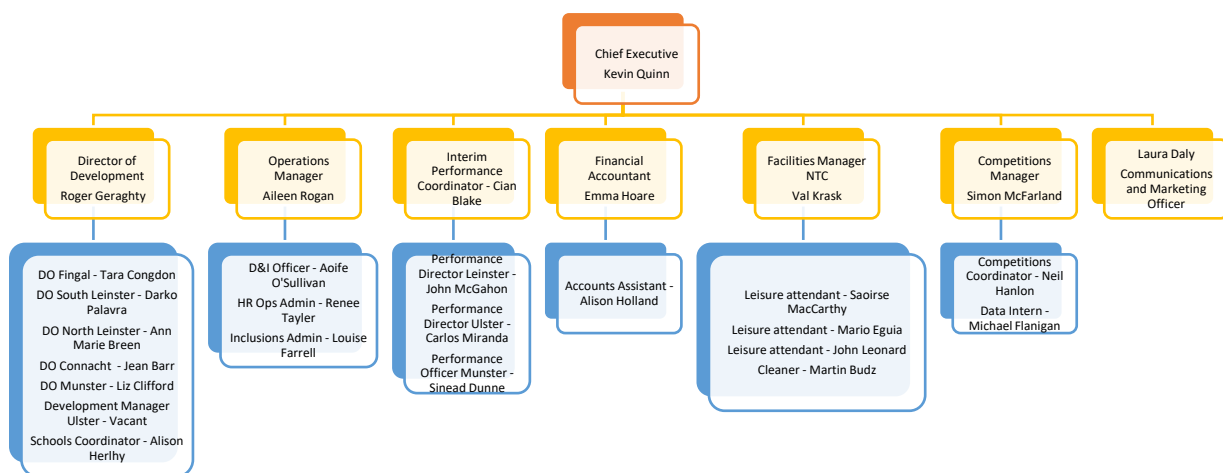 Chief Executive
Kevin Quinn
Director of
Development
Roger Geraghty
Operations
Manager
Aileen Rogan
Interim
Performance
Coordinator - Cian
Blake
Financial
Accountant
Emma Hoare
Facilities Manager
NTC
Val Krask
Competitions
Manager
Simon McFarland
Laura Daly
Communications
and Marketing
Officer
DO Fingal - Tara Congdon
DO South Leinster - Darko
Palavra
DO North Leinster - Ann
Marie Breen
DO Connacht - Jean Barr
DO Munster - Liz Clifford
Development Manager
Ulster - Vacant
Schools Coordinator - Alison
Herlhy
D&I Officer - Aoife
O'Sullivan
HR Ops Admin - Renee
Tayler
Inclusions Admin - Louise
Farrell
Performance
Director Leinster -
John McGahon
Performance
Director Ulster -
Carlos Miranda
Performance
Officer Munster -
Sinead Dunne
Accounts Assistant -
Alison Holland
Leisure attendant - Saoirse
MacCarthy
Leisure attendant - Mario Eguia
Leisure attendant - John Leonard
Cleaner - Martin Budz
Competitions
Coordinator - Neil
Hanlon
Data Intern -
Michael Flanigan